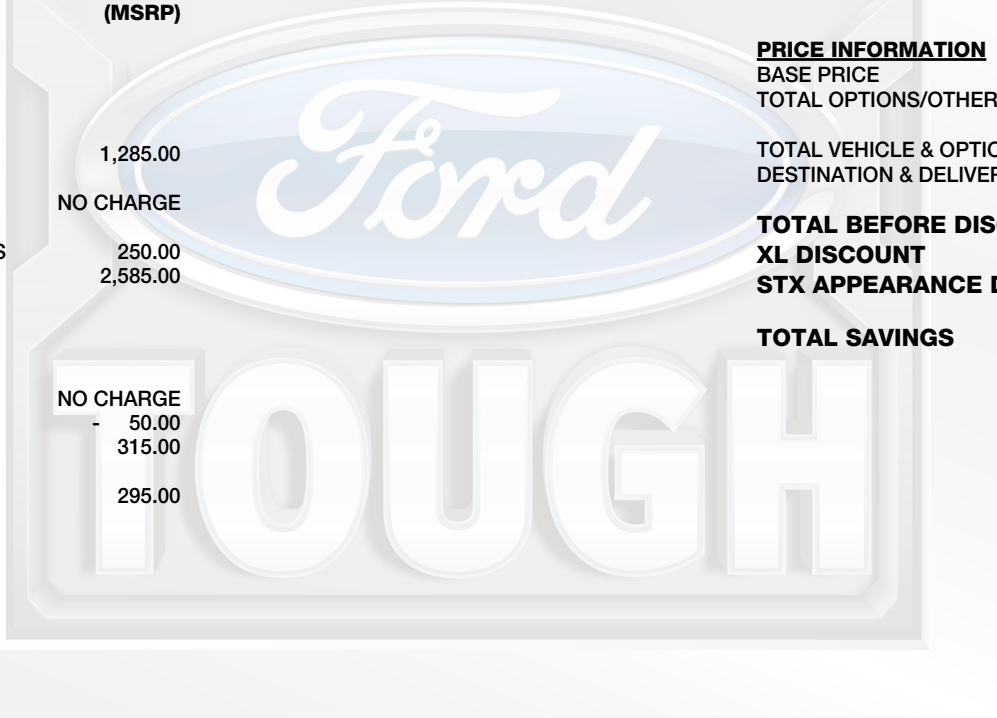 (MSRP)
1,285.00
NO CHARGE
S 250.00
2,585.00
NO CHARGE
- 50.00
315.00
295.00
PRICE INFORMATION
BASE PRICE
TOTAL OPTIONS/OTHER
TOTAL VEHICLE & OPTIO
DESTINATION & DELIVER
TOTAL BEFORE DISC
XL DISCOUNT
STX APPEARANCE D
TOTAL SAVINGS
Ford
TOUGH